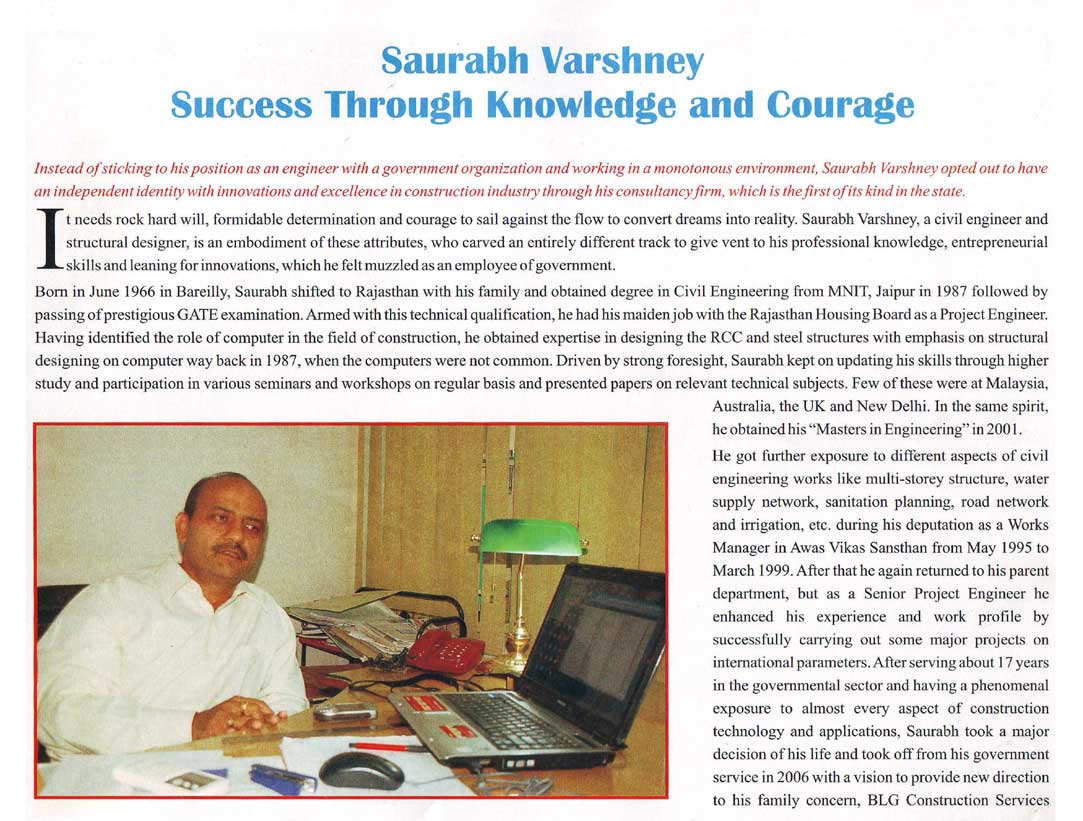 Saurabh Varshney
Success Through Knowledge and Courage
Instead of sticking to his position as an engineer with a government organization and working in a monotonous environment, Saurabh Varshney opted out to have
an independent identity with innovations and excellence in construction industry through his consultancy firm, which is the first of its kind in the state.
It needs rock hard will, formidable determination and courage to sail against the flow to convert dreams into reality. Saurabh Varshney, a civil engineer and
structural designer, is an embodiment of these attributes, who carved an entirely different track to give vent to his professional knowledge, entrepreneurial
skills and leaning for innovations, which he felt muzzled as an employee of government.
Born in June 1966 in Bareilly, Saurabh shifted to Rajasthan with his family and obtained degree in Civil Engineering from MNIT, Jaipur in 1987 followed by
passing of prestigious GATE examination. Armed with this technical qualification, he had his maiden job with the Rajasthan Housing Board as a Project Engineer.
Having identified the role of computer in the field of construction, he obtained expertise in designing the RCC and steel structures with emphasis on structural
designing on computer way back in 1987, when the computers were not common. Driven by strong foresight, Saurabh kept on updating his skills through higher
study and participation in various seminars and workshops on regular basis and presented papers on relevant technical subjects. Few of these were at Malaysia,
Australia, the UK and New Delhi. In the same spirit,
he obtained his “Masters in Engineering” in 2001.
He got further exposure to different aspects of civil
engineering works like multi-storey structure, water
supply network, sanitation planning, road network
and irrigation, etc. during his deputation as a Works
Manager in Awas Vikas Sansthan from May 1995 to
March 1999. After that he again returned to his parent
department, but as a Senior Project Engineer he
enhanced his experience and work profile by
successfully carrying out some major projects on
international parameters. After serving about 17 years
in the governmental sector and having a phenomenal
exposure to almost every aspect of construction
technology and applications, Saurabh took a major
decision of his life and took off from his government
service in 2006 with a vision to provide new direction
to his family concern, BLG Construction Services